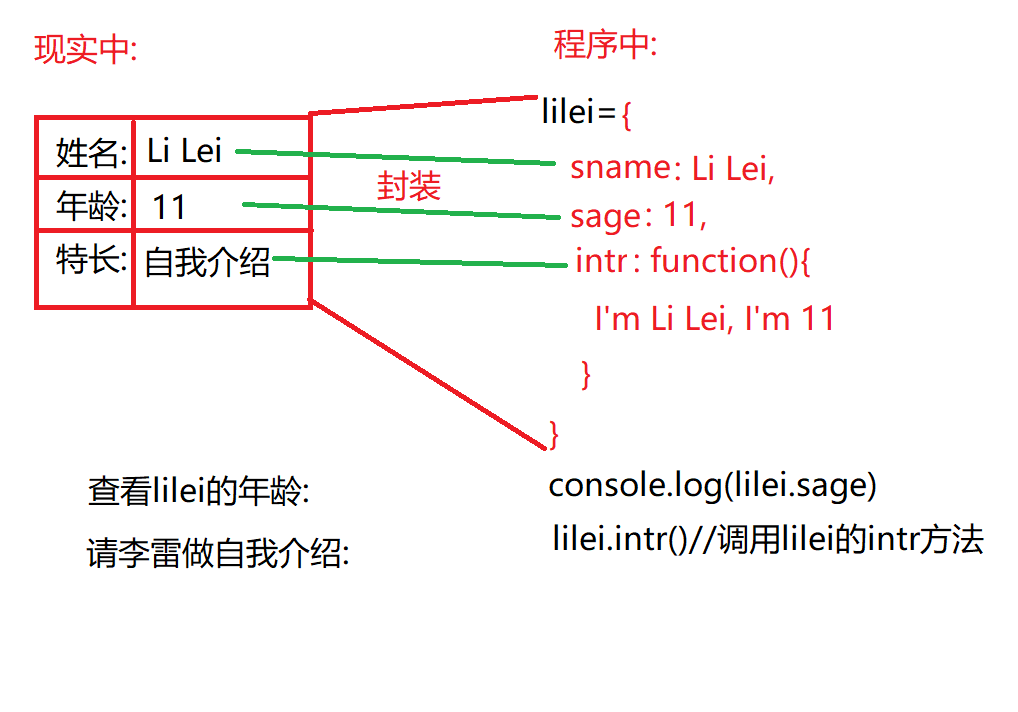 现实中:
程序中:
姓名: Li Lei
年龄: 11
特长: 自我介绍
封装
lilei={
sname: Li Lei,
sage: 11,
intr: function(){
I'm Li Lei, I'm 11
}
}
查看lilei的年龄:
console.log(lilei.sage)
请李雷做自我介绍:
lilei.intr()//调用lilei的intr方法